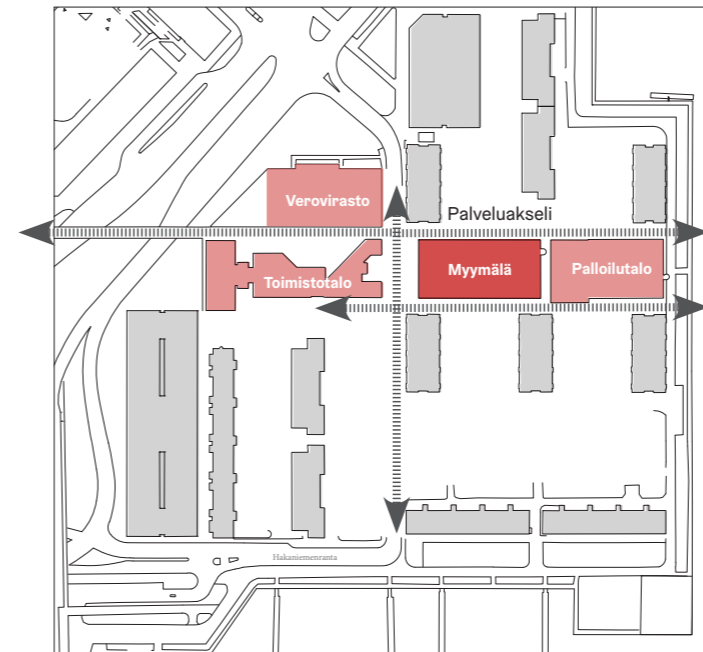 Verovirasto
Palveluakseli
Toimistotalo
Myymälä
Palloilutalo
Hakaniemenranta